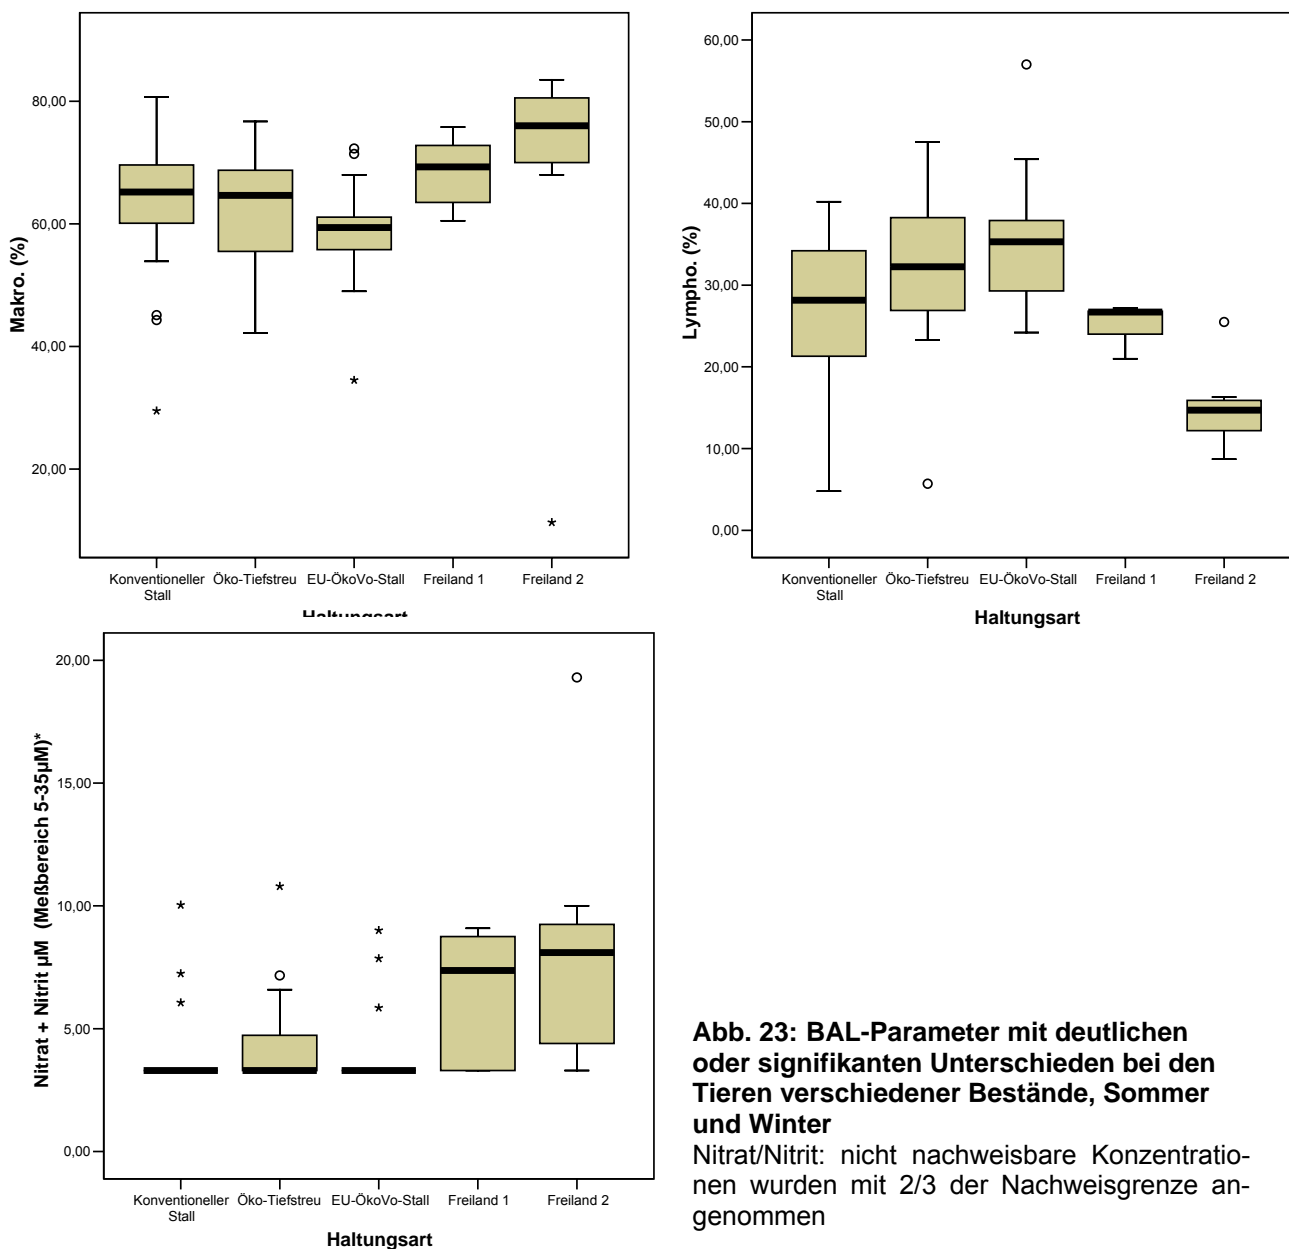 80,00
60,00
40,00
20,00
Makro. (%)
Konventioneller
Stall
Öko-Tiefstreu
EU-ÖkoVo-Stall
Freiland 1
Freiland 2
Haltungsart
60,00
50,00
40,00
30,00
20,00
10,00
0,00
Lympho. (%)
Konventioneller
Stall
Öko-Tiefstreu
EU-ÖkoVo-Stall
Freiland 1
Freiland 2
Haltungsart
20,00
15,00
10,00
5,00
0,00
Nitrat + Nitrit µM (Meßbereich 5-35µM)*
Konventioneller
Stall
Öko-Tiefstreu
EU-ÖkoVo-Stall
Freiland 1
Freiland 2
Haltungsart
Abb. 23: BAL-Parameter mit deutlichen
oder signifikanten Unterschieden bei den
Tieren verschiedener Bestände, Sommer
und Winter
Nitrat/Nitrit: nicht nachweisbare Konzentratio-
nen wurden mit 2/3 der Nachweisgrenze an-
genommen